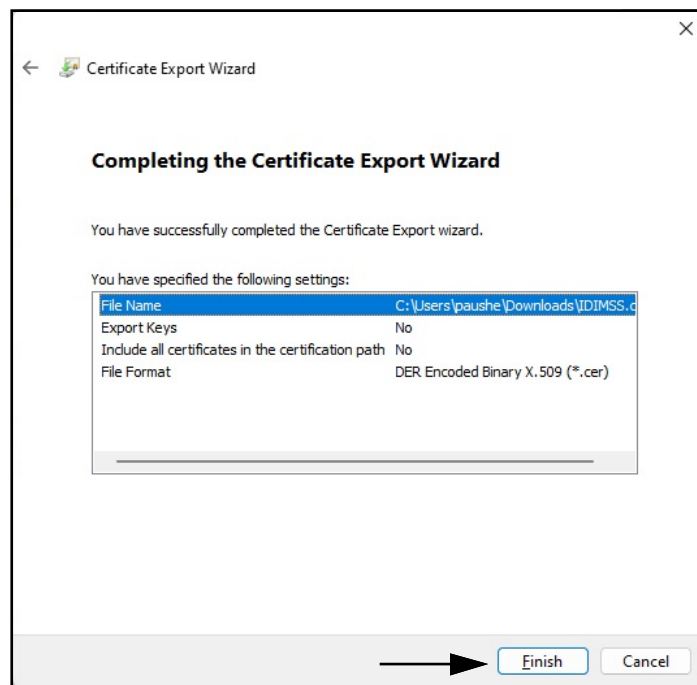 Certificate Export Wizard
Completing the Certificate Export Wizard
You have successfully completed the Certificate Export wizard.
You have specified the following settings:
File Name C:\Users\paushe\Downloads\IDIMSS.c
Export Keys No
Include all certificates in the certification path No
File Format DER Encoded Binary X.509 (*.cer)
Finish Cancel